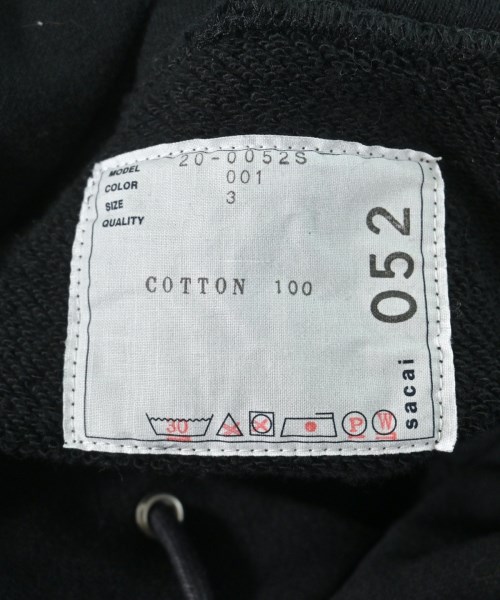 MODEL 20-0052S
COLOR 001
SIZE 3
QUALITY
COTTON 100
30
P
W
sacai 052